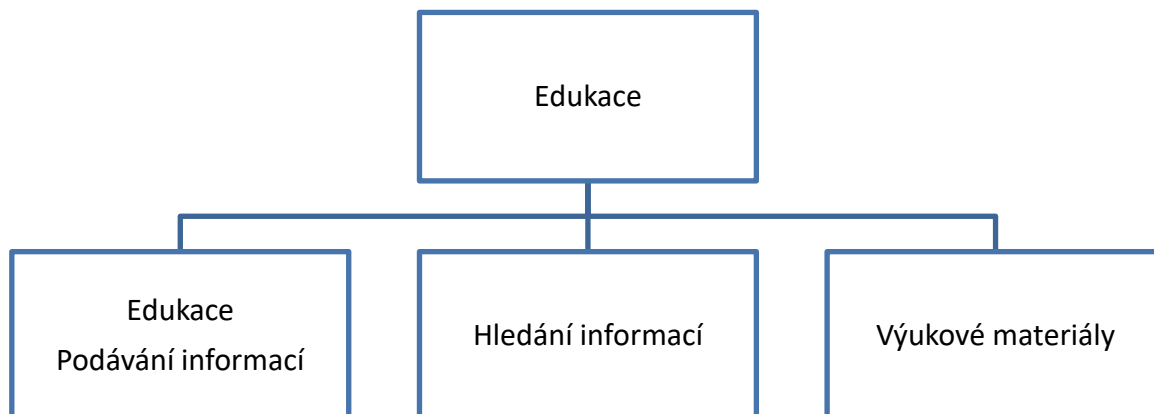 Edukace
Edukace
Podávání informací
Hledání informací
Výukové materiály